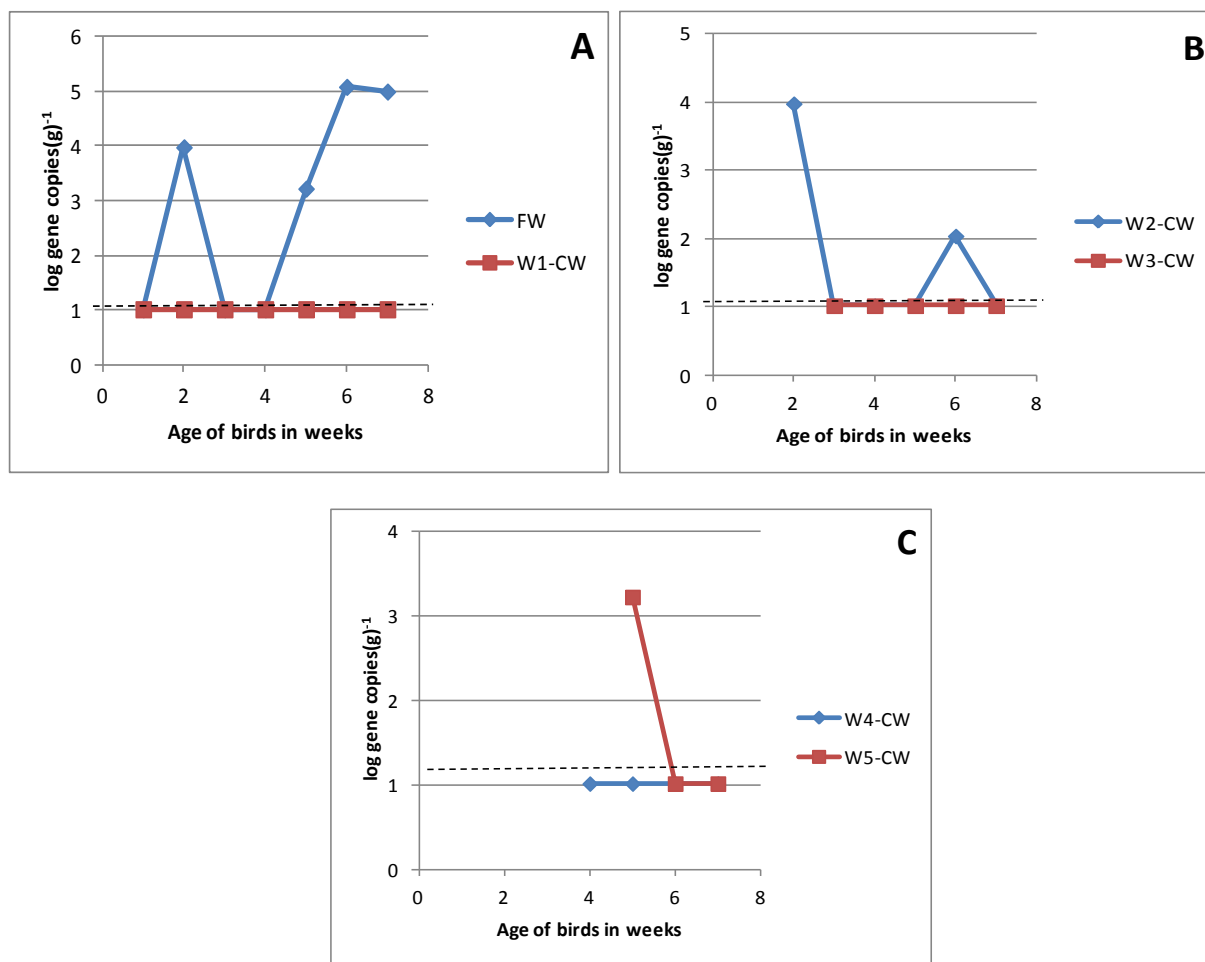 A
6
5
4
3
2
1
0
log gene copies(g)-1
0 2 4 6 8
Age of birds in weeks
FW
W1-CW
B
5
4
3
2
1
0
log gene copies(g)-1
0 2 4 6 8
Age of birds in weeks
W2-CW
W3-CW
C
4
3
2
1
0
log gene copies(g)-1
0 2 4 6 8
Age of birds in weeks
W4-CW
W5-CW